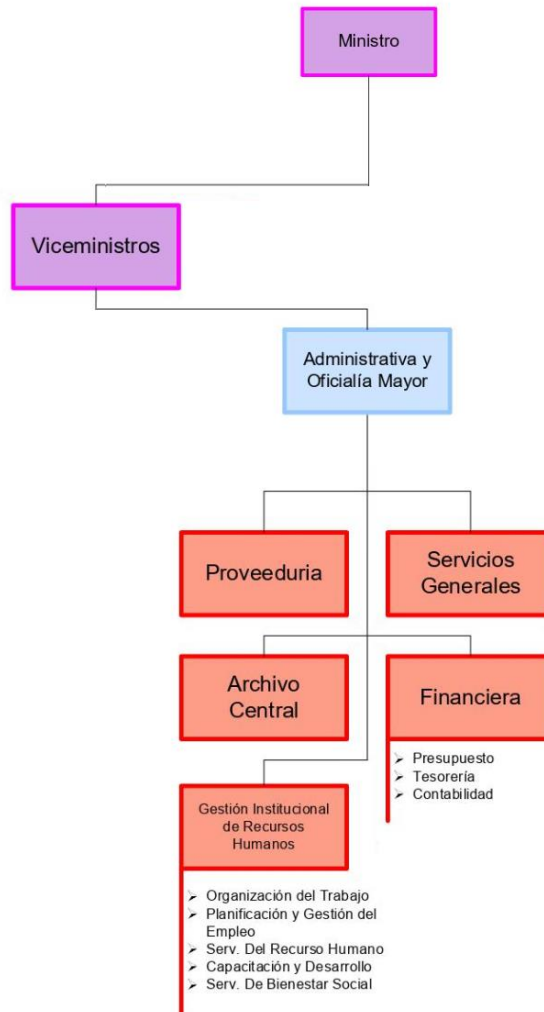 Ministro
Viceministros
Administrativa y
Oficialía Mayor
Proveeduria
Servicios
Generales
Archivo
Central
Financiera
➢ Presupuesto
➢ Tesorería
➢ Contabilidad
Gestión Institucional
de Recursos
Humanos
➢ Organización del Trabajo
➢ Planificación y Gestión del
Empleo
➢ Serv. Del Recurso Humano
➢ Capacitación y Desarrollo
➢ Serv. De Bienestar Social